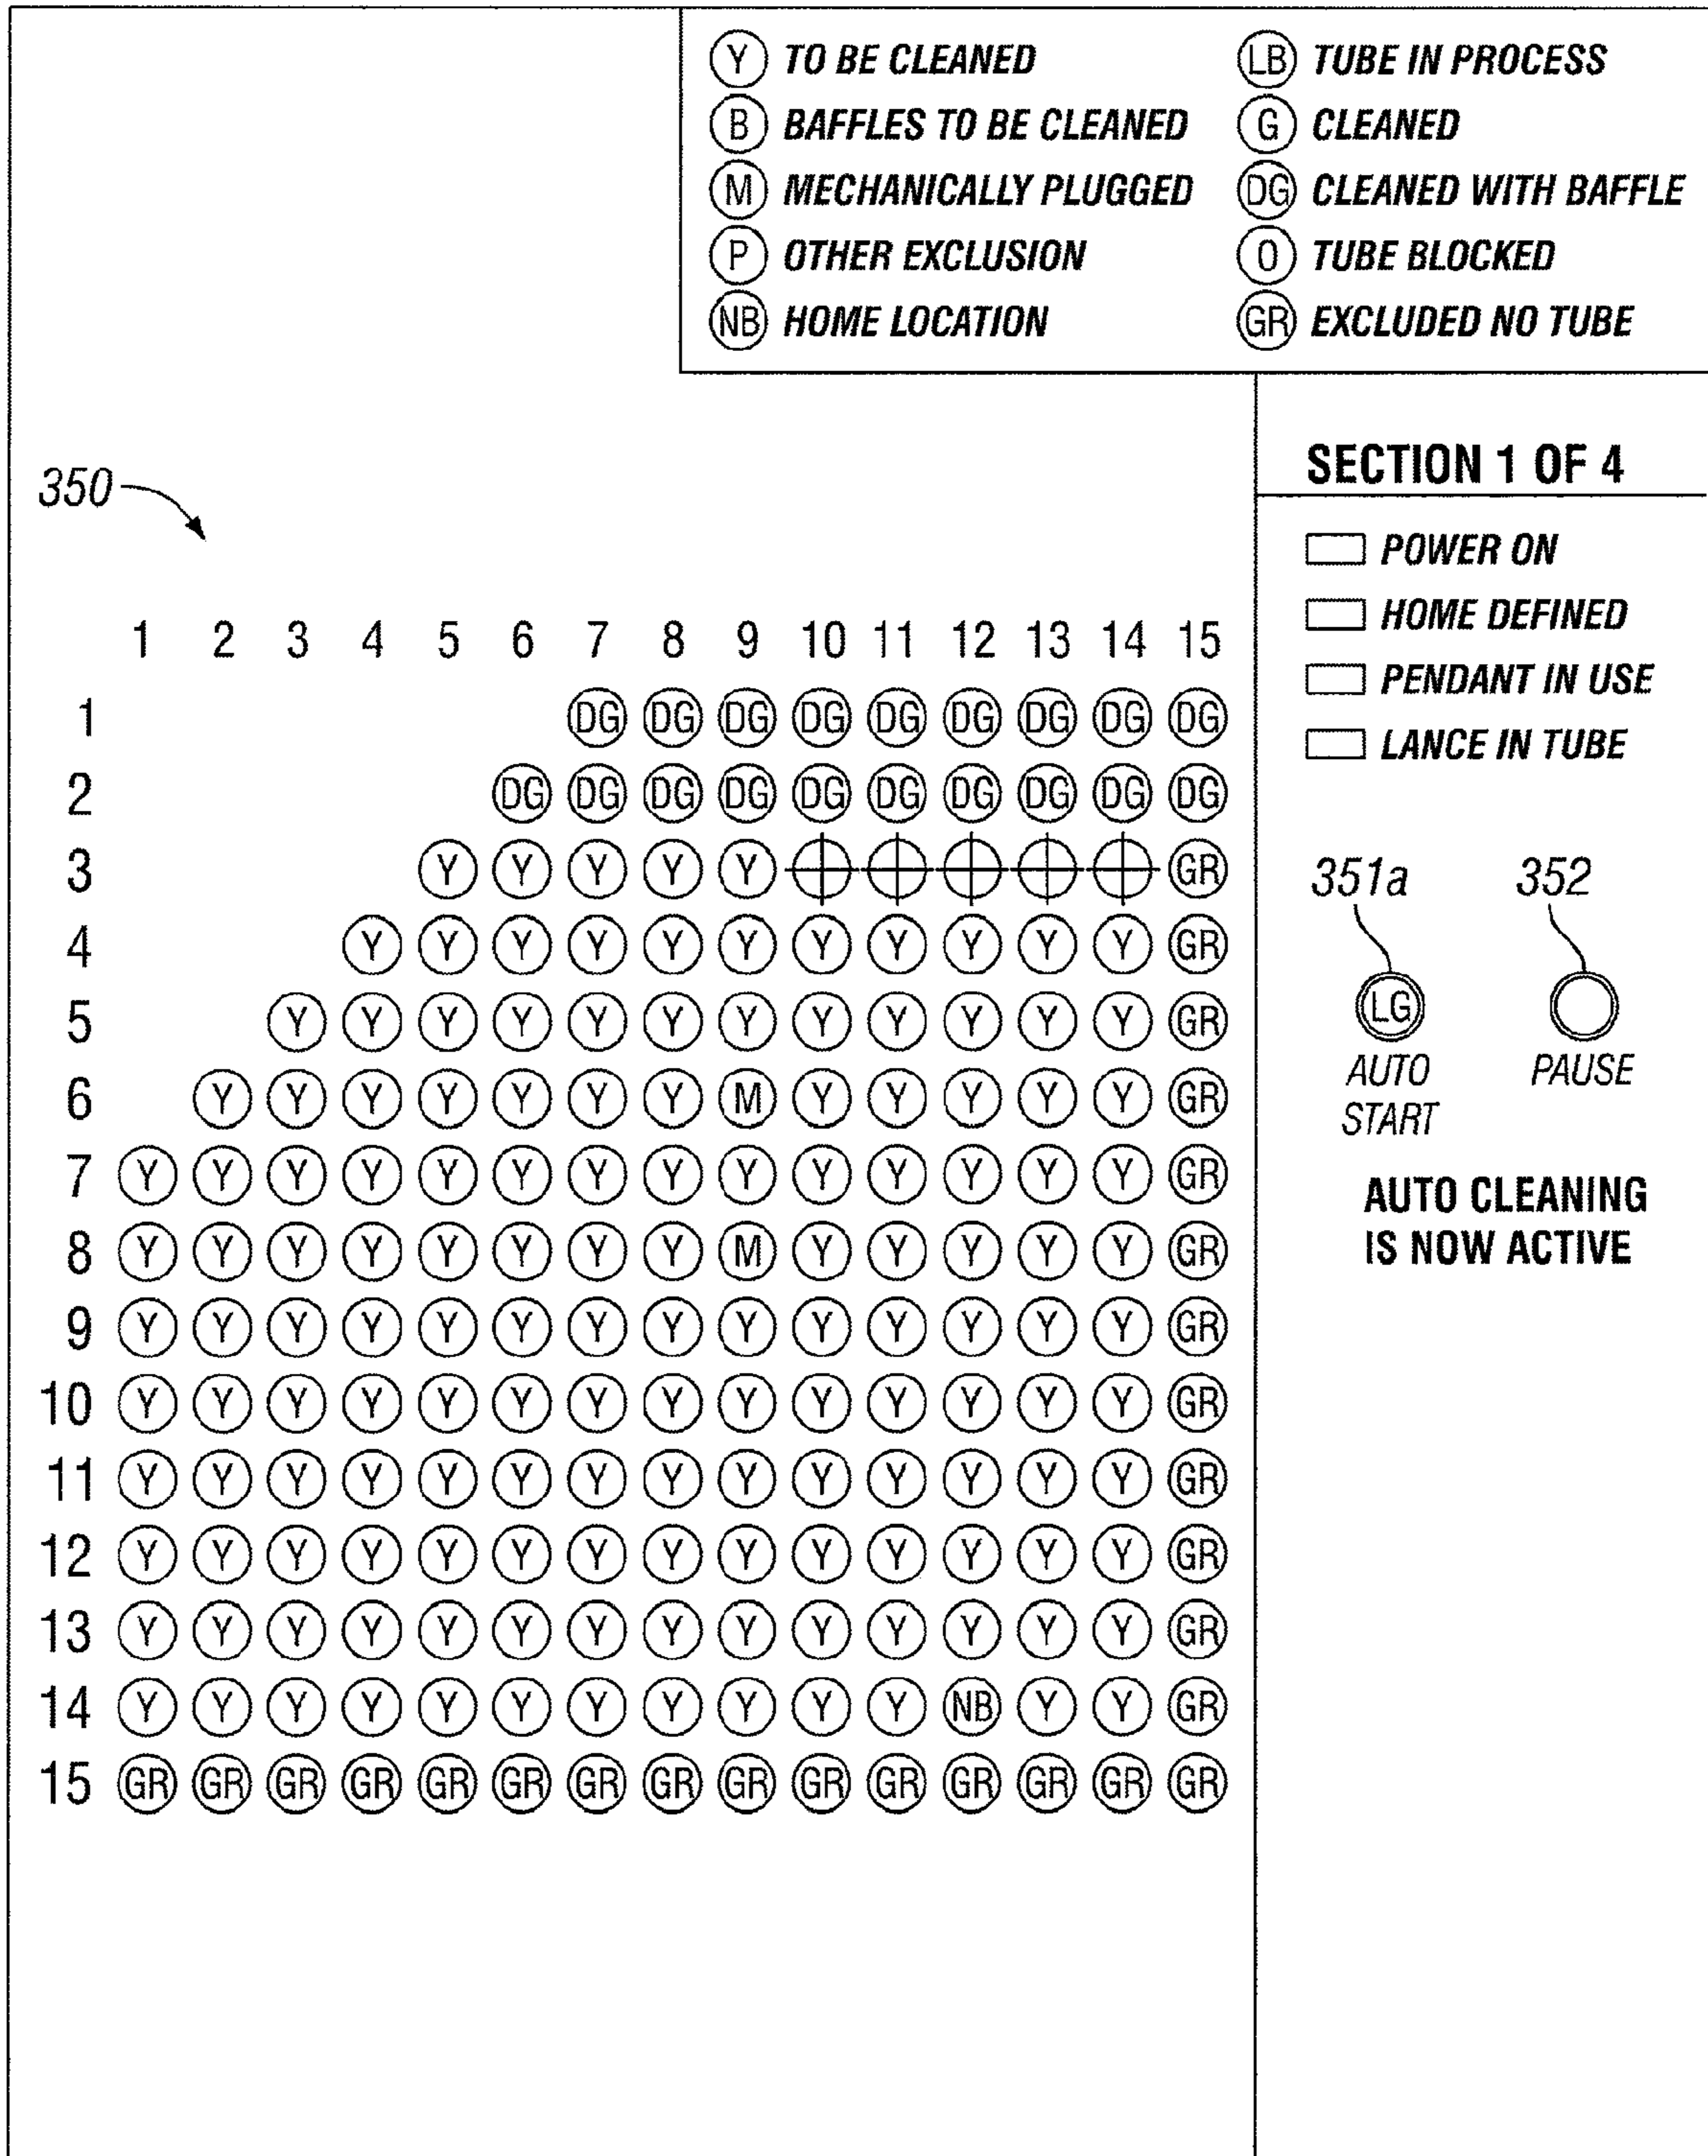 Y TO BE CLEANED LB TUBE IN PROCESS
B BAFFLES TO BE CLEANED G CLEANED
M MECHANICALLY PLUGGED DG CLEANED WITH BAFFLE
P OTHER EXCLUSION O TUBE BLOCKED
NB HOME LOCATION GR EXCLUDED NO TUBE
350
1 2 3 4 5 6 7 8 9 10 11 12 13 14 15
1 DG DG DG DG DG DG DG DG DG
2 DG DG DG DG DG DG DG DG DG DG
3 Y Y Y Y Y GR
4 Y Y Y Y Y Y Y Y Y Y Y GR
5 Y Y Y Y Y Y Y Y Y Y Y Y GR
6 Y Y Y Y Y Y Y M Y Y Y Y Y GR
7 Y Y Y Y Y Y Y Y Y Y Y Y Y Y GR
8 Y Y Y Y Y Y Y Y M Y Y Y Y Y GR
9 Y Y Y Y Y Y Y Y Y Y Y Y Y Y GR
10 Y Y Y Y Y Y Y Y Y Y Y Y Y Y GR
11 Y Y Y Y Y Y Y Y Y Y Y Y Y Y GR
12 Y Y Y Y Y Y Y Y Y Y Y Y Y Y GR
13 Y Y Y Y Y Y Y Y Y Y Y Y Y Y GR
14 Y Y Y Y Y Y Y Y Y Y Y NB Y Y GR
15 GR GR GR GR GR GR GR GR GR GR GR GR GR GR GR
SECTION 1 OF 4
POWER ON
HOME DEFINED
PENDANT IN USE
LANCE IN TUBE
351a 352
LG
AUTO PAUSE
START
AUTO CLEANING
IS NOW ACTIVE